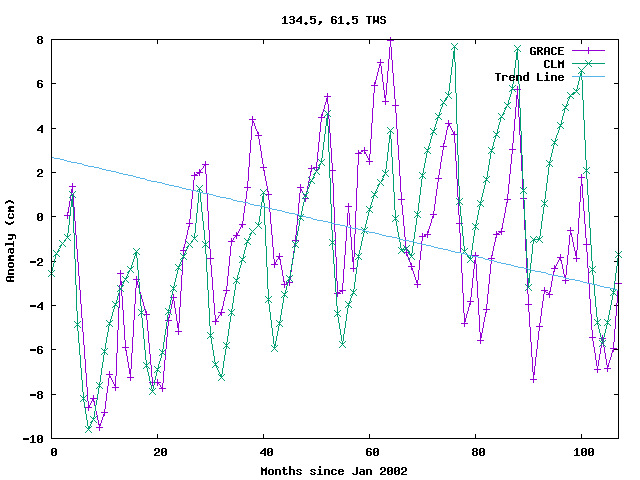 134.5, 61.5 TWS
GRACE
CLM
Trend Line
8
6
4
2
0
-2
-4
-6
-8
-10
Anomaly (cm)
0 20 40 60 80 100
Months since Jan 2002